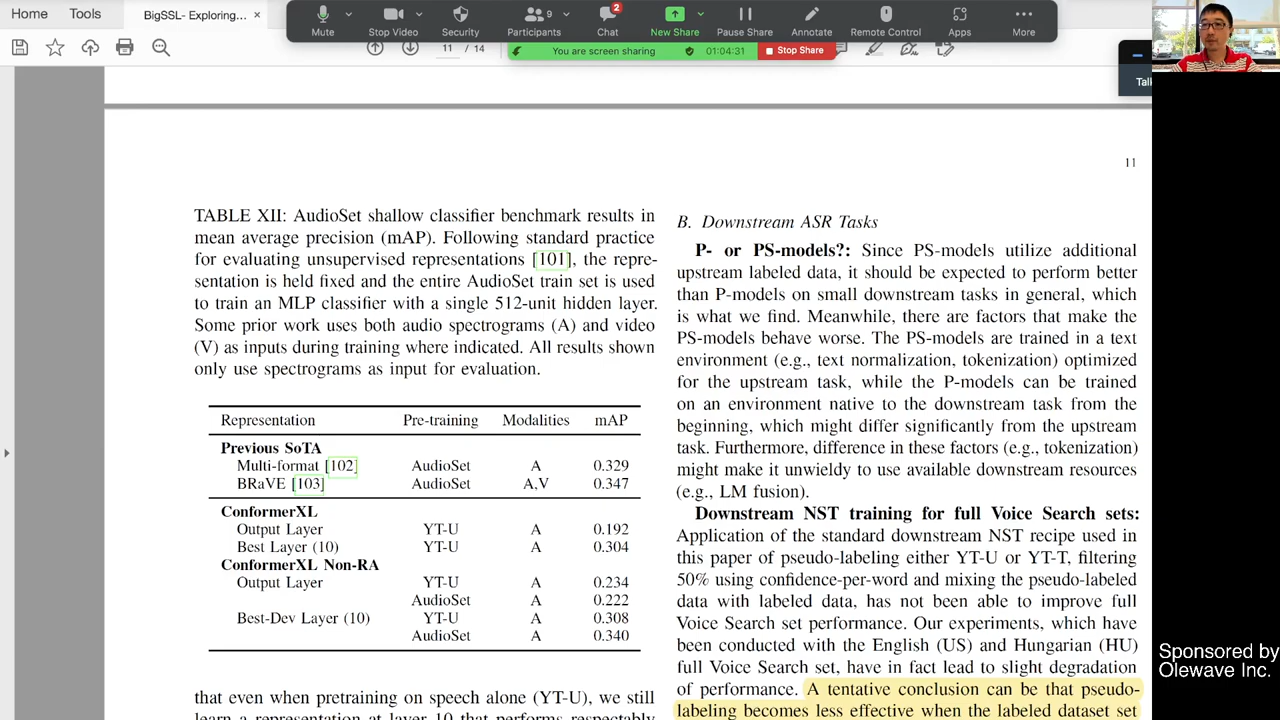 Home
Tools
BigSSL- Exploring...
×
Mute
Stop Video
Security
9
Participants
2
Chat
New Share
Pause Share
Annotate
Remote Control
Apps
More
11 / 14
You are screen sharing
01:04:31
Stop Share
11
TABLE XII: AudioSet shallow classifier benchmark results in
mean average precision (mAP). Following standard practice
for evaluating unsupervised representations [101], the repre-
sentation is held fixed and the entire AudioSet train set is used
to train an MLP classifier with a single 512-unit hidden layer.
Some prior work uses both audio spectrograms (A) and video
(V) as inputs during training where indicated. All results shown
only use spectrograms as input for evaluation.
Representation Pre-training Modalities mAP
Previous SoTA
Multi-format [102] AudioSet A 0.329
BRaVE [103] AudioSet A,V 0.347
ConformerXL
Output Layer YT-U A 0.192
Best Layer (10) YT-U A 0.304
ConformerXL Non-RA
Output Layer YT-U A 0.234
AudioSet A 0.222
Best-Dev Layer (10) YT-U A 0.308
AudioSet A 0.340
that even when pretraining on speech alone (YT-U), we still
learn a representation at layer 10 that performs respectably
B. Downstream ASR Tasks
P- or PS-models?: Since PS-models utilize additional
upstream labeled data, it should be expected to perform better
than P-models on small downstream tasks in general, which
is what we find. Meanwhile, there are factors that make the
PS-models behave worse. The PS-models are trained in a text
environment (e.g., text normalization, tokenization) optimized
for the upstream task, while the P-models can be trained
on an environment native to the downstream task from the
beginning, which might differ significantly from the upstream
task. Furthermore, difference in these factors (e.g., tokenization)
might make it unwieldy to use available downstream resources
(e.g., LM fusion).
Downstream NST training for full Voice Search sets:
Application of the standard downstream NST recipe used in
this paper of pseudo-labeling either YT-U or YT-T, filtering
50% using confidence-per-word and mixing the pseudo-labeled
data with labeled data, has not been able to improve full
Voice Search set performance. Our experiments, which have
been conducted with the English (US) and Hungarian (HU)
full Voice Search set, have in fact lead to slight degradation
of performance. A tentative conclusion can be that pseudo-
labeling becomes less effective when the labeled dataset set
Sponsored by
Olewave Inc.